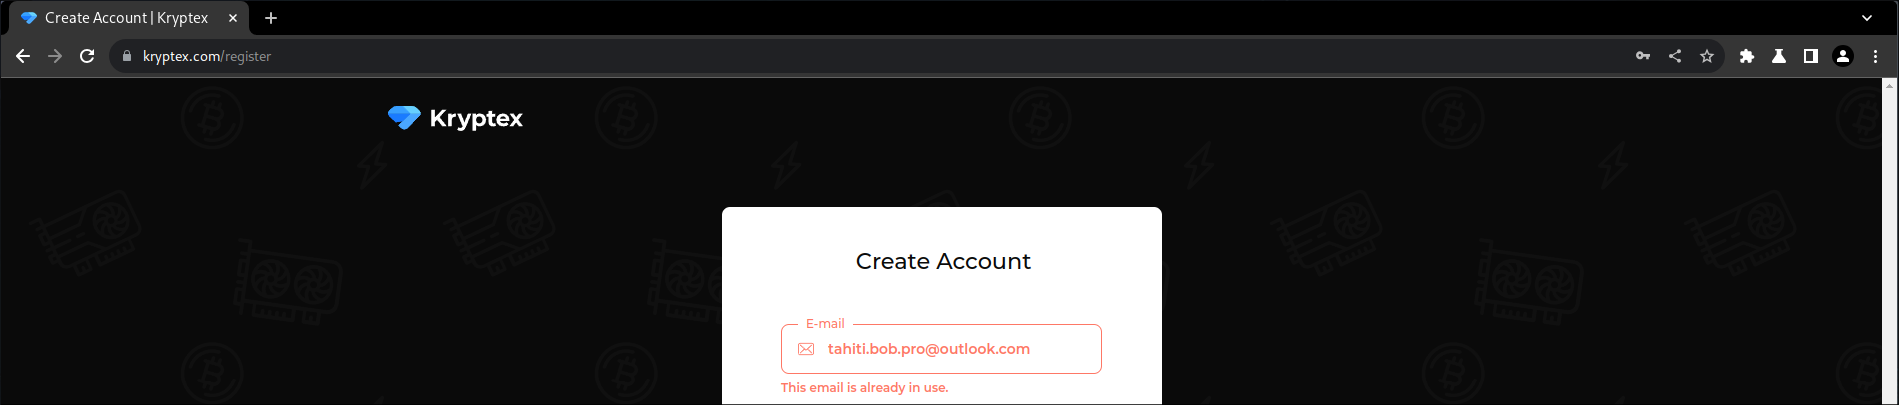 Create Account | Kryptex
kryptex.com/register
Kryptex
Create Account
E-mail
tahiti.bob.pro@outlook.com
This email is already in use.